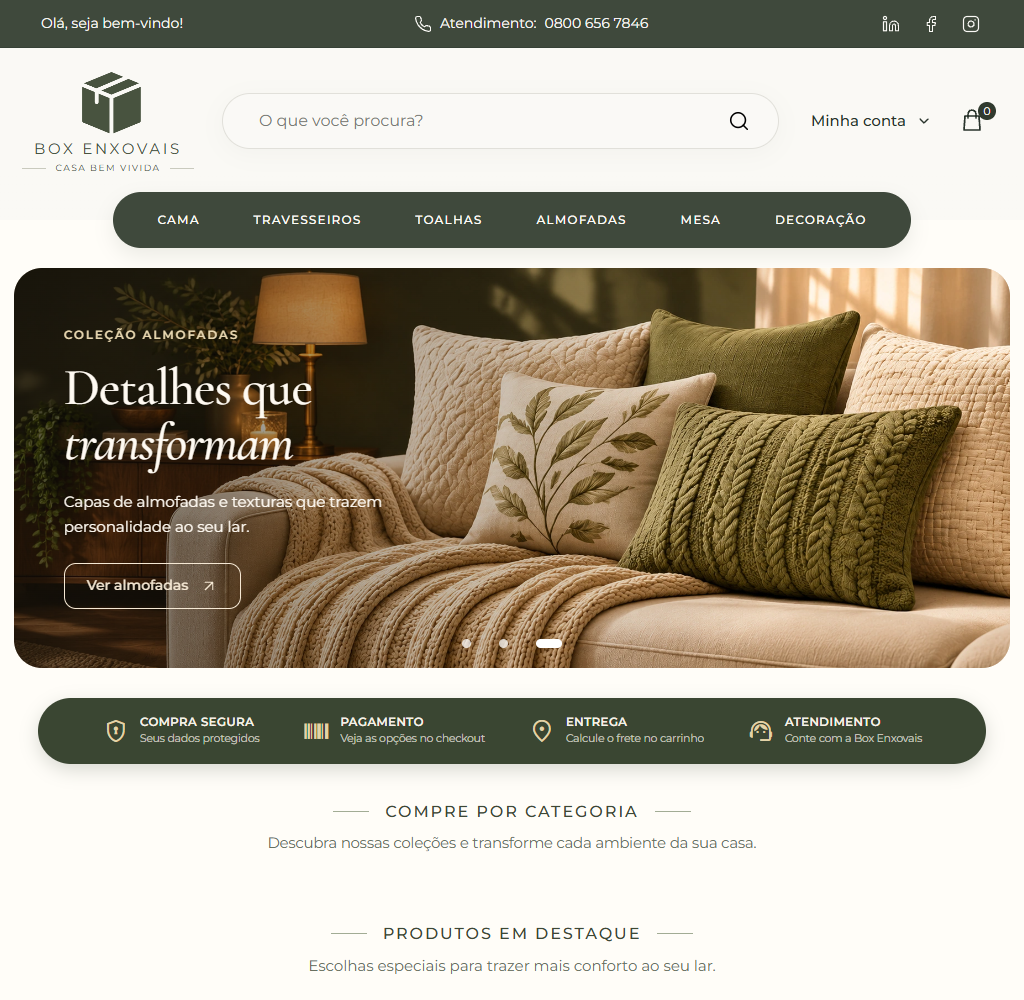 Olá, seja bem-vindo!
Atendimento: 0800 656 7846
BOX ENXOVAIS
CASA BEM VIVIDA
O que você procura?
Minha conta
0
CAMA TRAVESSEIROS TOALHAS ALMOFADAS MESA DECORAÇÃO
COLEÇÃO ALMOFADAS
Detalhes que
transformam
Capas de almofadas e texturas que trazem
personalidade ao seu lar.
Ver almofadas
COMPRA SEGURA
Seus dados protegidos
PAGAMENTO
Veja as opções no checkout
ENTREGA
Calcule o frete no carrinho
ATENDIMENTO
Conte com a Box Enxovais
COMPRE POR CATEGORIA
Descubra nossas coleções e transforme cada ambiente da sua casa.
PRODUTOS EM DESTAQUE
Escolhas especiais para trazer mais conforto ao seu lar.